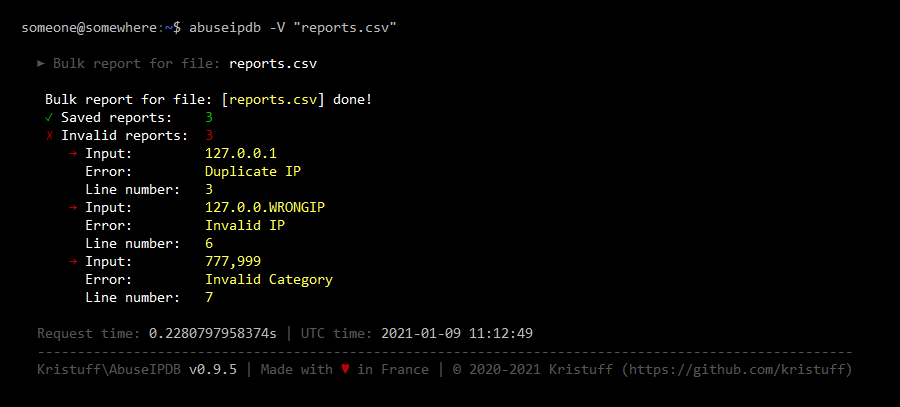 someone@somewhere:~$ abuseipdb -V "reports.csv"
► Bulk report for file: reports.csv
Bulk report for file: [reports.csv] done!
✓ Saved reports: 3
✗ Invalid reports: 3
→ Input: 127.0.0.1
Error: Duplicate IP
Line number: 3
→ Input: 127.0.0.WRONGIP
Error: Invalid IP
Line number: 6
→ Input: 777,999
Error: Invalid Category
Line number: 7
Request time: 0.2280797958374s | UTC time: 2021-01-09 11:12:49
------------------------------------------------------------------------------------------------------
Kristuff\AbuseIPDB v0.9.5 | Made with ♥ in France | © 2020-2021 Kristuff (https://github.com/kristuff)